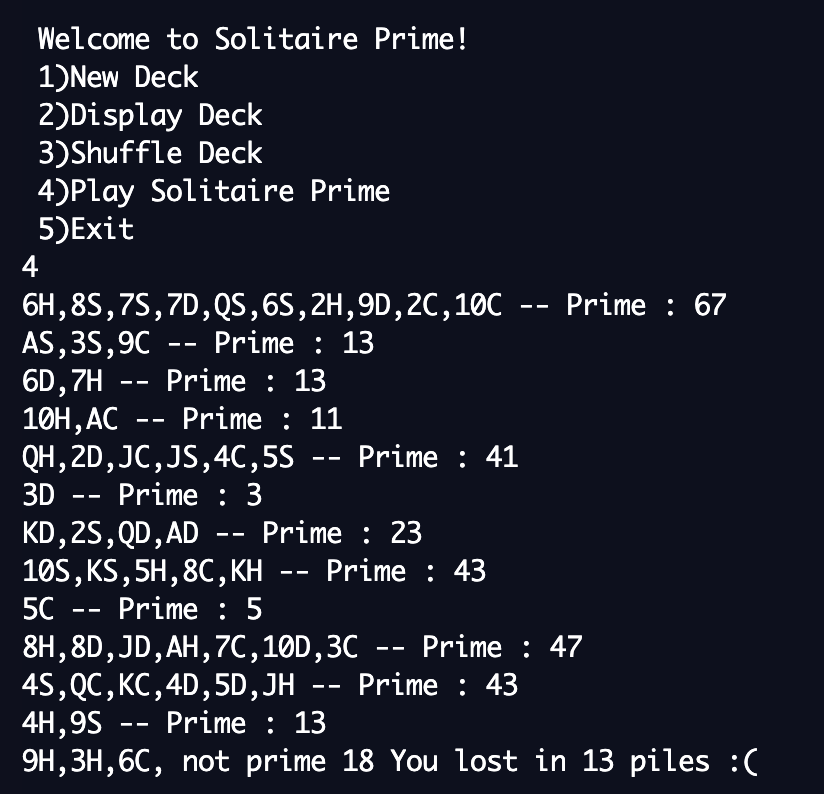 Welcome to Solitaire Prime!
1)New Deck
2)Display Deck
3)Shuffle Deck
4)Play Solitaire Prime
5)Exit
4
6H,8S,7S,7D,QS,6S,2H,9D,2C,10C -- Prime : 67
AS,3S,9C -- Prime : 13
6D,7H -- Prime : 13
10H,AC -- Prime : 11
QH,2D,JC,JS,4C,5S -- Prime : 41
3D -- Prime : 3
KD,2S,QD,AD -- Prime : 23
10S,KS,5H,8C,KH -- Prime : 43
5C -- Prime : 5
8H,8D,JD,AH,7C,10D,3C -- Prime : 47
4S,QC,KC,4D,5D,JH -- Prime : 43
4H,9S -- Prime : 13
9H,3H,6C, not prime 18 You lost in 13 piles :(